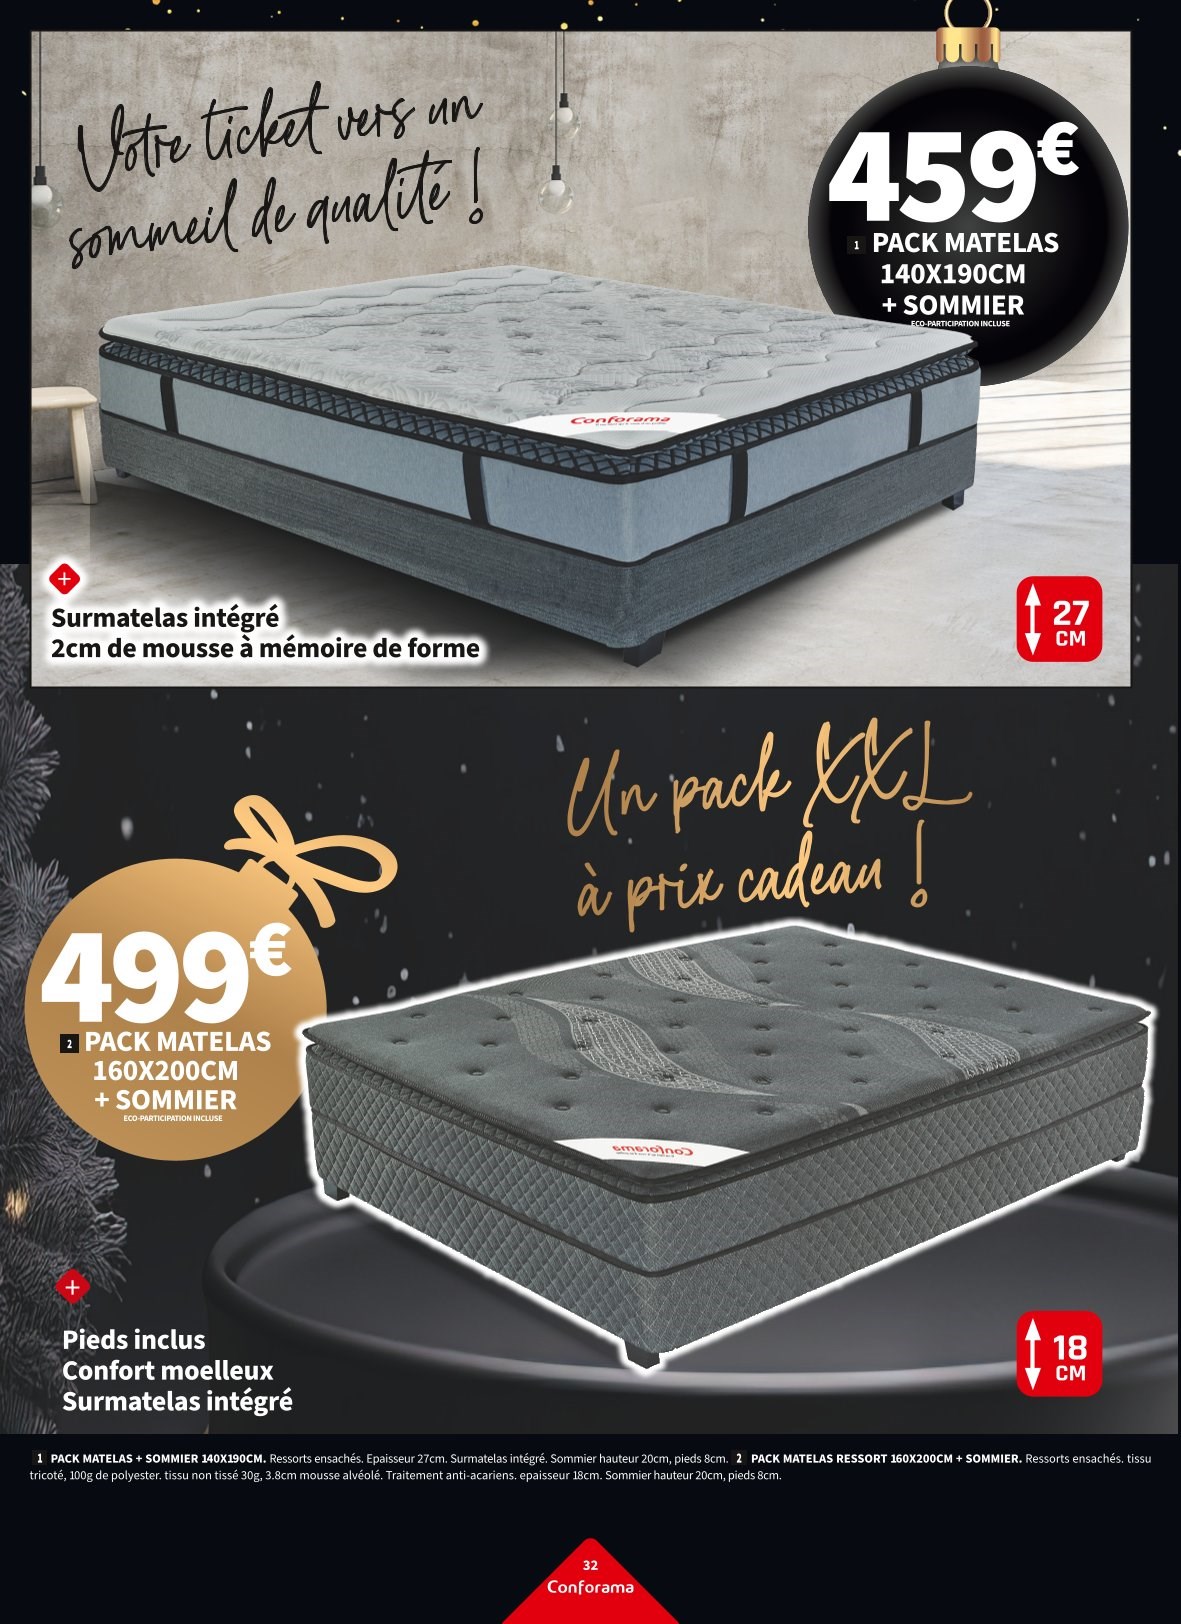 Votre ticket vers un
sommeil de qualité !
459€
1 PACK MATELAS
140X190CM
+ SOMMIER
ECO-PARTICIPATION INCLUSE
Conforama
+
Surmatelas intégré
2cm de mousse à mémoire de forme
27
CM
Un pack XXL
à prix cadeau !
499€
2 PACK MATELAS
160X200CM
+ SOMMIER
ECO-PARTICIPATION INCLUSE
Conforama
+
Pieds inclus
Confort moelleux
Surmatelas intégré
18
CM
1 PACK MATELAS + SOMMIER 140X190CM. Ressorts ensachés. Epaisseur 27cm. Surmatelas intégré. Sommier hauteur 20cm, pieds 8cm. 2 PACK MATELAS RESSORT 160X200CM + SOMMIER. Ressorts ensachés. tissu
tricoté, 100g de polyester. tissu non tissé 30g, 3.8cm mousse alvéolé. Traitement anti-acariens. epaisseur 18cm. Sommier hauteur 20cm, pieds 8cm.
32
Conforama